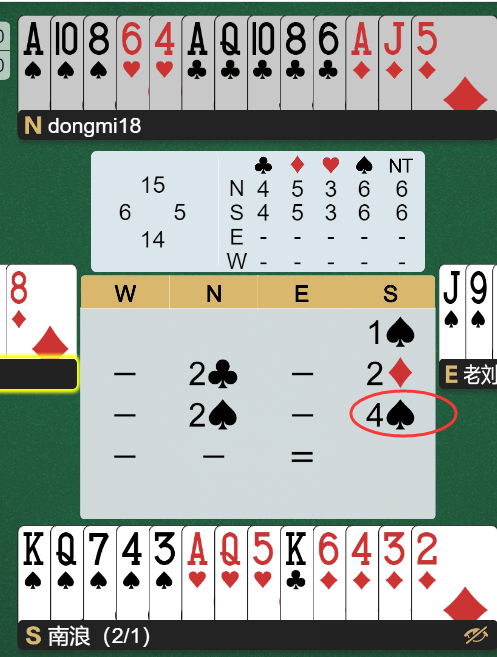 A 10 8 6 4 A Q 10 8 6 A J 5
♠ ♠ ♠ ♥ ♥ ♣ ♣ ♣ ♣ ♣ ♦ ♦ ♦
N dongmi18
♣ ♦ ♥ ♠ NT
15
N 4 5 3 6 6
6 5
S 4 5 3 6 6
14
E - - - - -
W - - - - -
8
♦
W N E S
J 9
♠ ♠
1♠
– 2♣ – 2♦
E 老刘
– 2♠ – 4♠
– – =
K Q 7 4 3 A Q 5 K 6 4 3 2
♠ ♠ ♠ ♠ ♠ ♥ ♥ ♥ ♣ ♦ ♦ ♦ ♦
S 南浪（2/1）